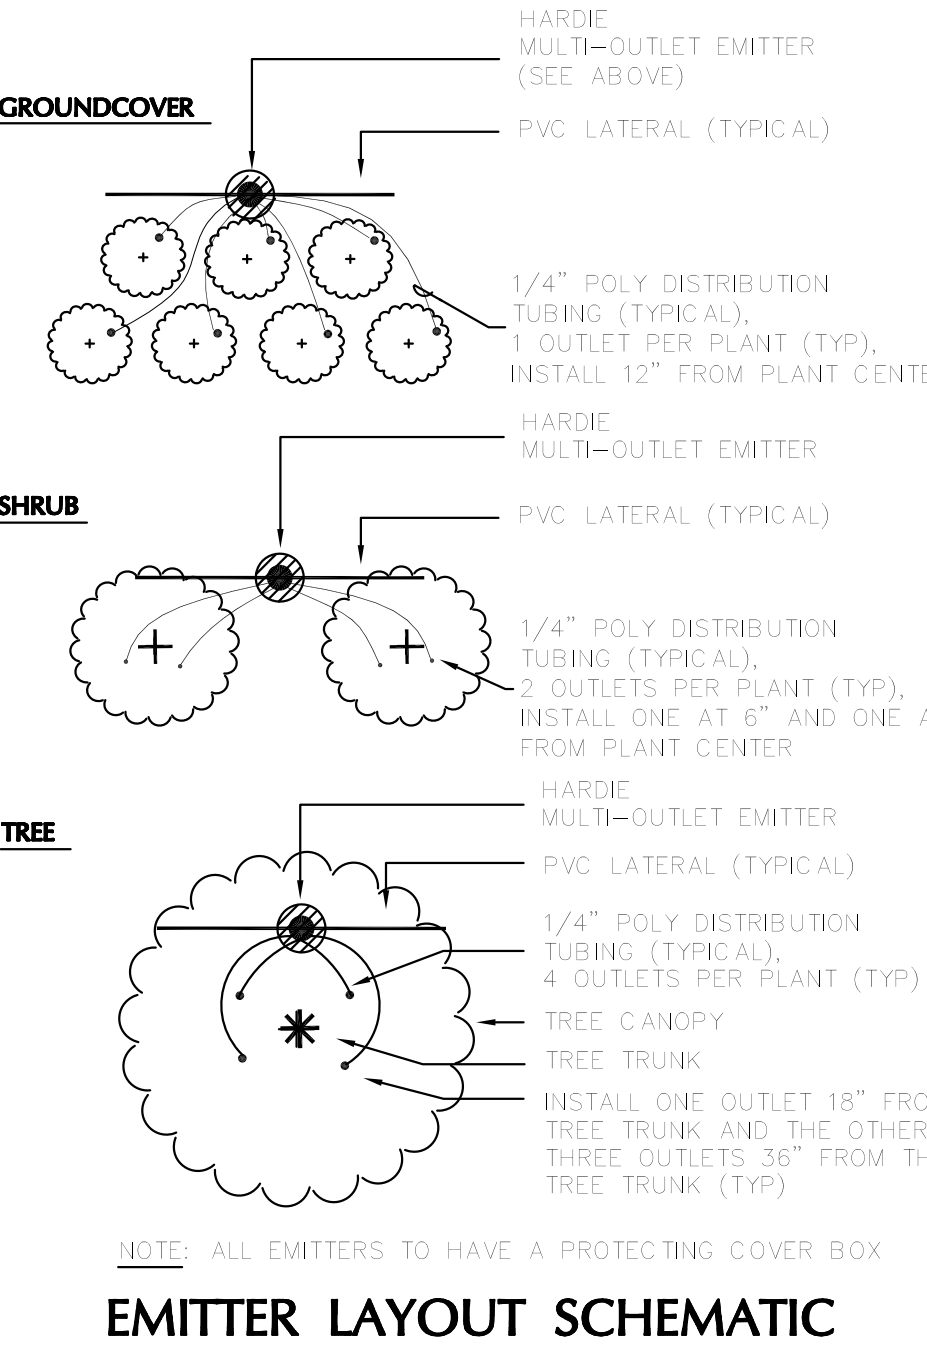 HARDIE
MULTI-OUTLET EMITTER
(SEE ABOVE)
GROUNDCOVER
PVC LATERAL (TYPICAL)
1/4" POLY DISTRIBUTION
TUBING (TYPICAL),
1 OUTLET PER PLANT (TYP),
INSTALL 12" FROM PLANT
HARDIE
MULTI-OUTLET EMITTER
SHRUB
PVC LATERAL (TYPICAL)
1/4" POLY DISTRIBUTION
TUBING (TYPICAL),
2 OUTLETS PER PLANT (TYP),
INSTALL ONE AT 6" AND ONE
FROM PLANT CENTER
HARDIE
MULTI-OUTLET EMITTER
TREE
PVC LATERAL (TYPICAL)
1/4" POLY DISTRIBUTION
TUBING (TYPICAL),
4 OUTLETS PER PLANT (TYP)
TREE CANOPY
TREE TRUNK
INSTALL ONE OUTLET 18"
TREE TRUNK AND THE OTHER
THREE OUTLETS 36" FROM
TREE TRUNK (TYP)
NOTE: ALL EMITTERS TO HAVE A PROTECTING COVER BOX
EMITTER LAYOUT SCHEMATIC